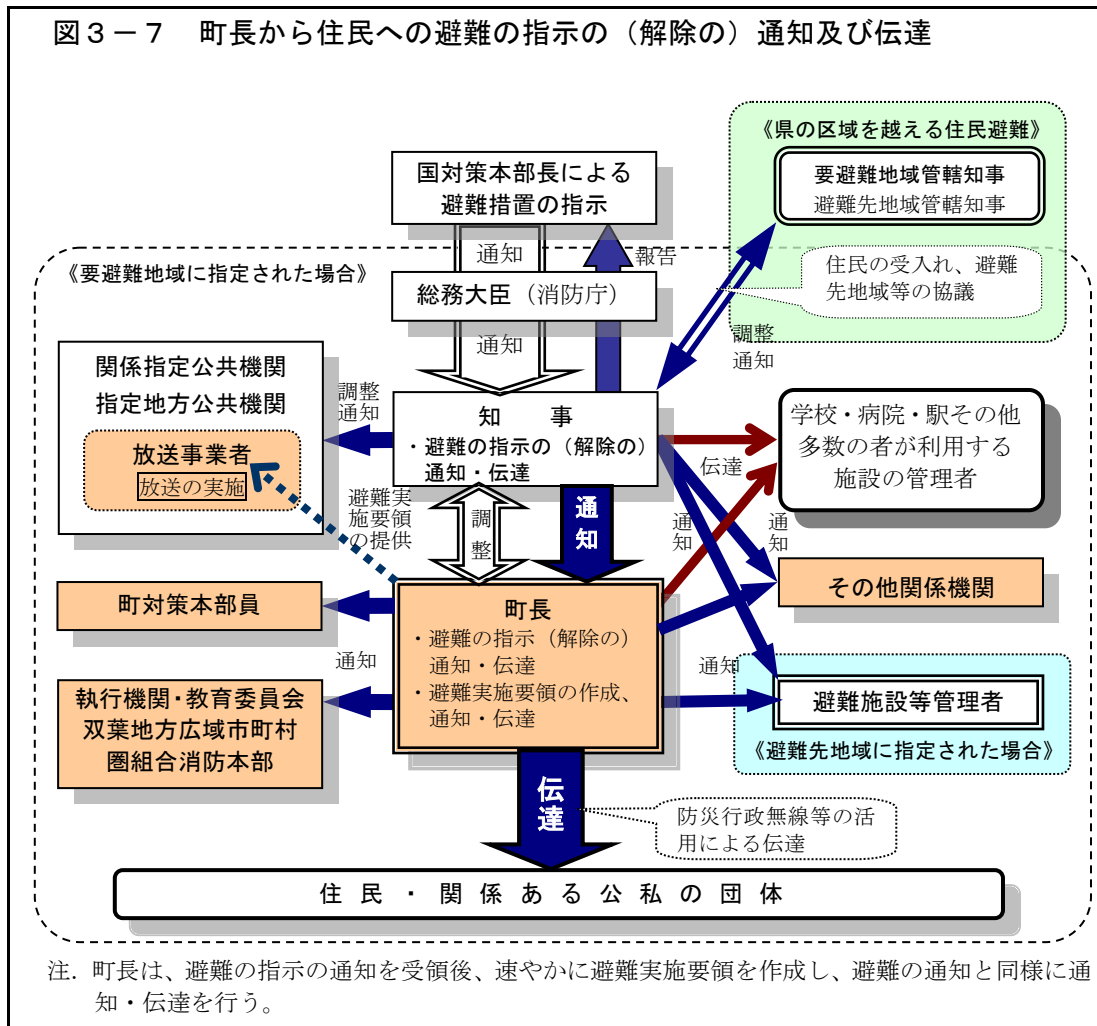 図３－７　町長から住民への避難の指示の（解除の）通知及び伝達
《県の区域を越える住民避難》
要避難地域管轄知事
避難先地域管轄知事
国対策本部長による
避難措置の指示
通知
報告
住民の受入れ、避難
先地域等の協議
《要避難地域に指定された場合》
総務大臣（消防庁）
通知
調整
通知
関係指定公共機関
指定地方公共機関
放送事業者
放送の実施
調整
通知
知　　事
・避難の指示の（解除の）
通知・伝達
学校・病院・駅その他
多数の者が利用する
施設の管理者
伝達
避難実
施要領
の提供
調整
通知
通知
通知
その他関係機関
町対策本部員
町長
・避難の指示（解除の）
通知・伝達
・避難実施要領の作成、
通知・伝達
通知
通知
執行機関・教育委員会
双葉地方広域市町村
圏組合消防本部
避難施設等管理者
《避難先地域に指定された場合》
伝達
防災行政無線等の活
用による伝達
住　民　・　関　係　あ　る　公　私　の　団　体
注．町長は、避難の指示の通知を受領後、速やかに避難実施要領を作成し、避難の通知と同様に通
知・伝達を行う。